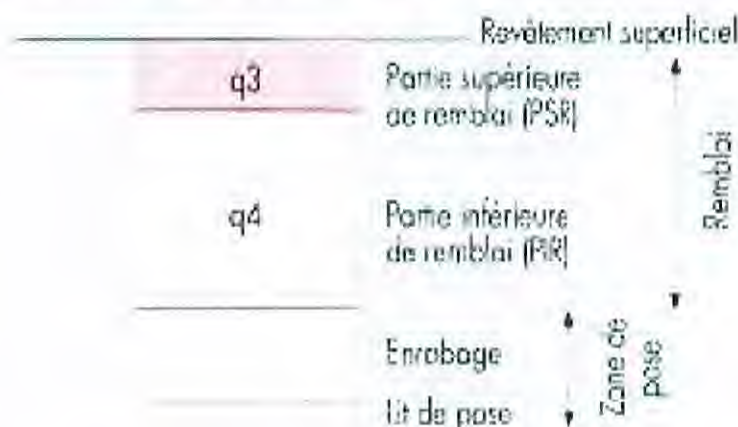 Revêtement superficiel
q3
Partie supérieure
de remblai (PSR)
Remblai
q4
Partie inférieure
de remblai (PIR)
Enrobage
Zone de
pose
Lit de pose